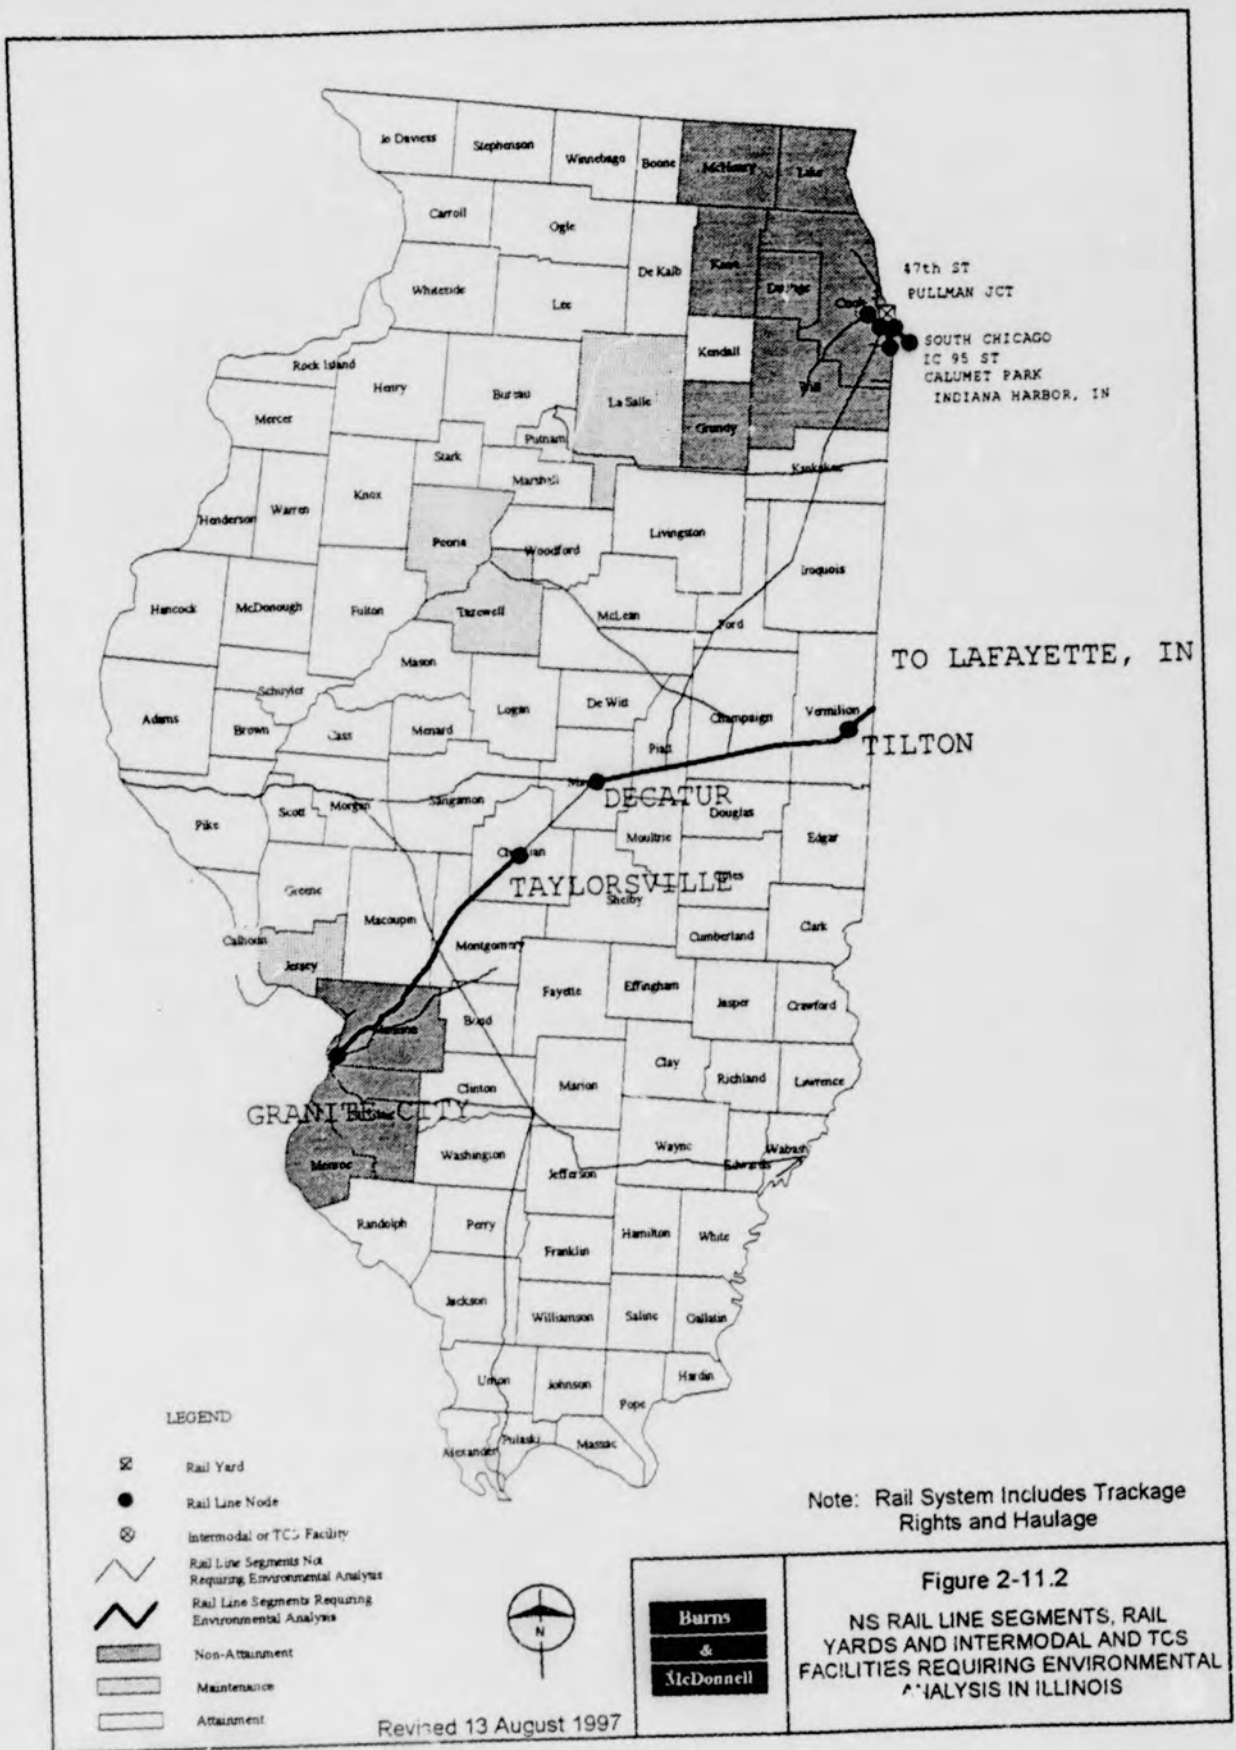 Jo Daviess
Stephenson
Winnebago
Boone
McHenry
Lake
Carroll
Ogle
De Kalb
Kane
Cook
Whiteside
Lee
47th ST
PULLMAN JCT
SOUTH CHICAGO
IC 95 ST
CALUMET PARK
INDIANA HARBOR, IN
Kendall
Will
Rock Island
Henry
Bureau
La Salle
Grundy
Mercer
Putnam
Stark
Kankakee
Knox
Marshall
Henderson
Warren
Peoria
Woodford
Livingston
Iroquois
Hancock
McDonough
Fulton
Tazewell
McLean
Ford
TO LAFAYETTE, IN
Mason
Schuyler
Adams
Brown
Cass
Menard
Logan
De Witt
Piatt
Champaign
Vermilion
TILTON
DECATUR
Pike
Scott
Morgan
Sangamon
Moultrie
Douglas
Edgar
TAYLORSVILLE
Shelby
Greene
Macoupin
Cumberland
Clark
Calhoun
Jersey
Montgomery
Fayette
Effingham
Jasper
Crawford
Madison
Bond
Clinton
Marion
Clay
Richland
Lawrence
GRANITE CITY
Monroe
Washington
Jefferson
Wayne
Edwards
Wabash
Randolph
Perry
Franklin
Hamilton
White
Jackson
Williamson
Saline
Gallatin
Union
Johnson
Pope
Hardin
Alexander
Pulaski
Massac
LEGEND
Rail Yard
Rail Line Node
Intermodal or TCS Facility
Rail Line Segments Not
Requiring Environmental Analysis
Rail Line Segments Requiring
Environmental Analysis
Non-Attainment
Maintenance
Attainment
N
Revised 13 August 1997
Note: Rail System Includes Trackage
Rights and Haulage
Burns
&
McDonnell
Figure 2-11.2
NS RAIL LINE SEGMENTS, RAIL
YARDS AND INTERMODAL AND TCS
FACILITIES REQUIRING ENVIRONMENTAL
ANALYSIS IN ILLINOIS